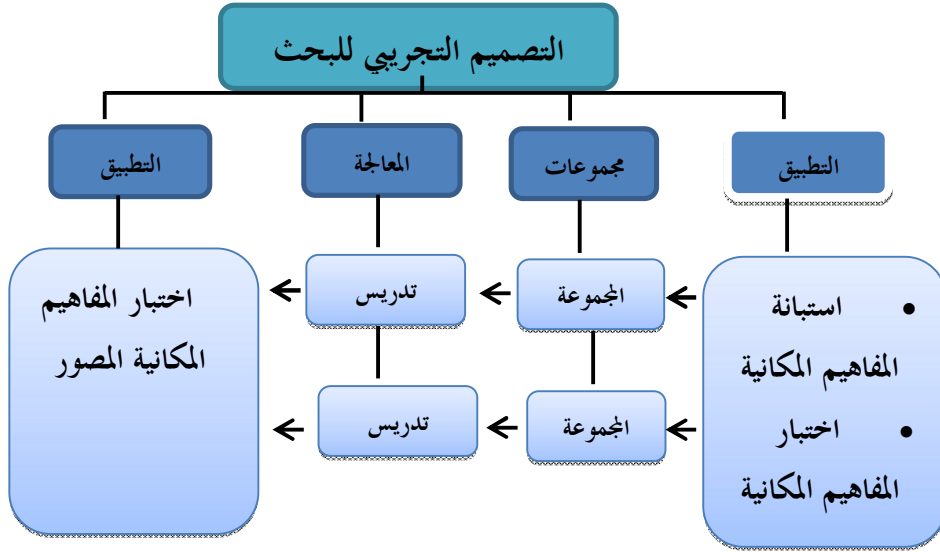 التصميم التجريبي للبحث
التطبيق
مجموعات
المعالجة
التطبيق
• استبانة
المفاهيم المكانية
• اختبار
المفاهيم المكانية
المجموعة
تدريس
اختبار المفاهيم
المكانية المصور
المجموعة
تدريس